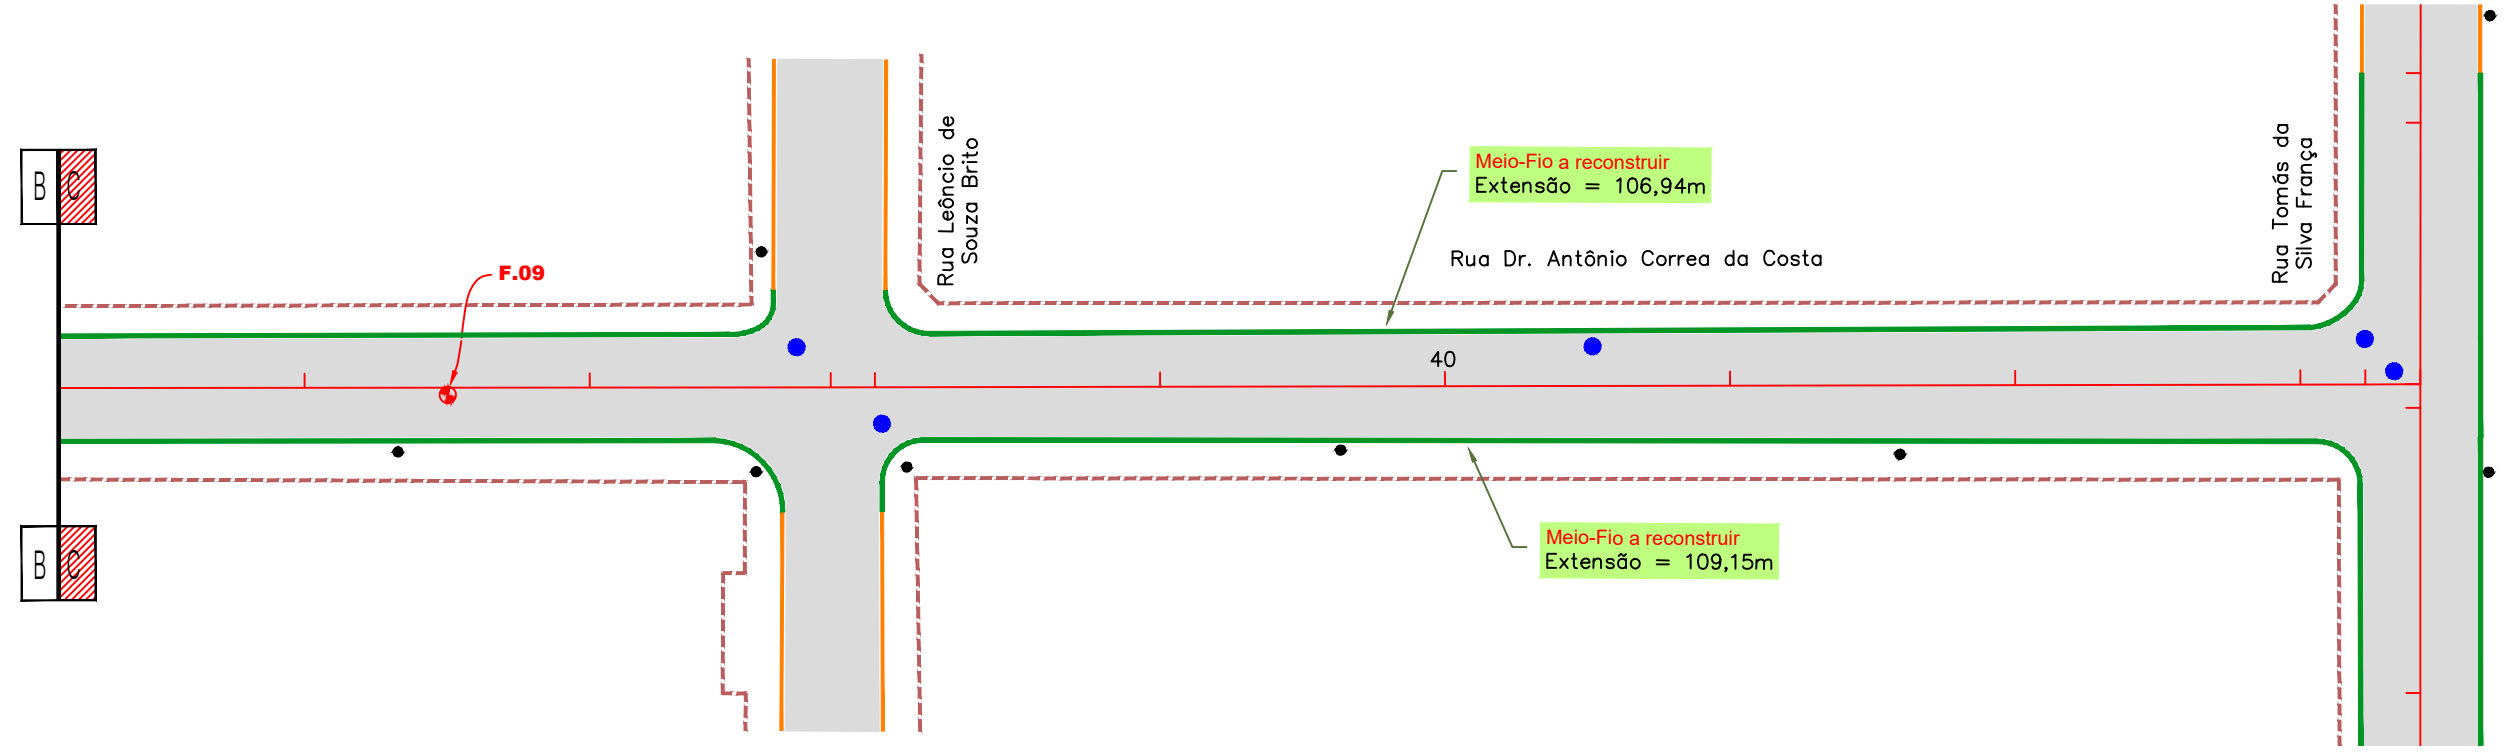 B C
F.09
Rua Leôncio de
Souza Brito
Meio-Fio a reconstruir
Extensão = 106,94m
Rua Dr. Antônio Correa da Costa
40
Rua Tomás da
Silva França
B C
Meio-Fio a reconstruir
Extensão = 109,15m